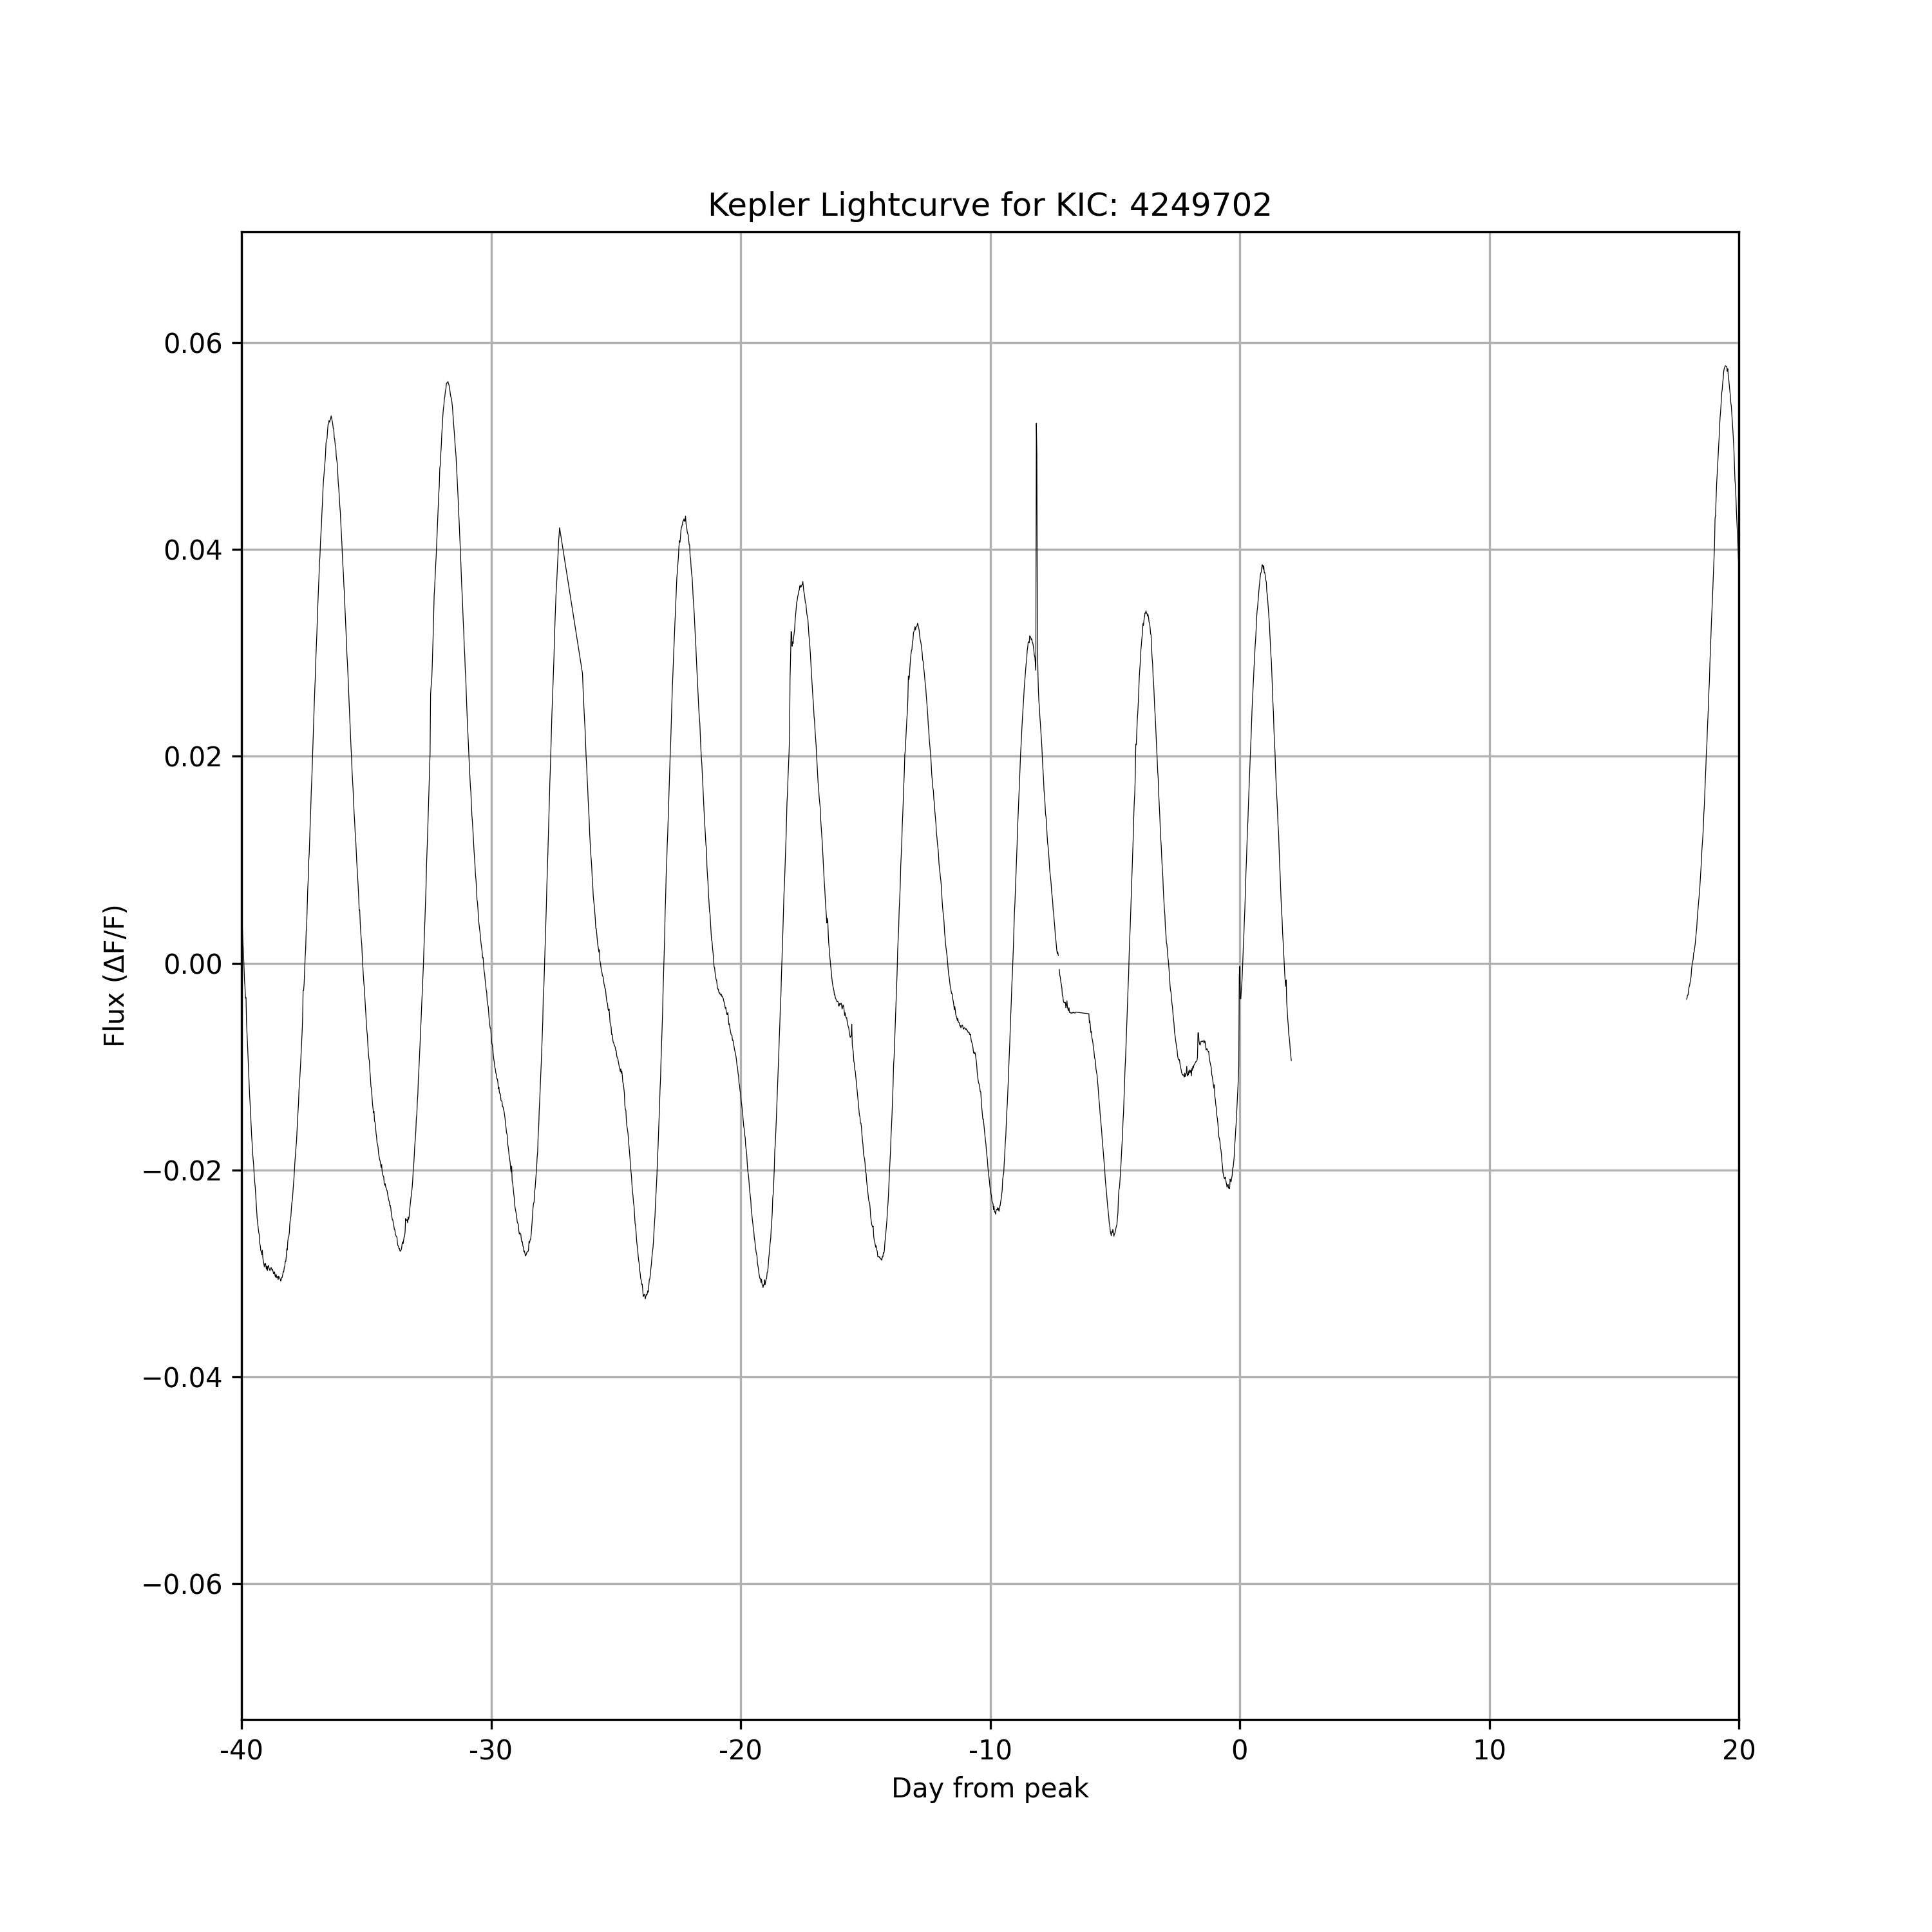 Kepler Lightcurve for KIC: 4249702
Flux (ΔF/F)
0.06
0.04
0.02
0.00
−0.02
−0.04
−0.06
-40 -30 -20 -10 0 10 20
Day from peak